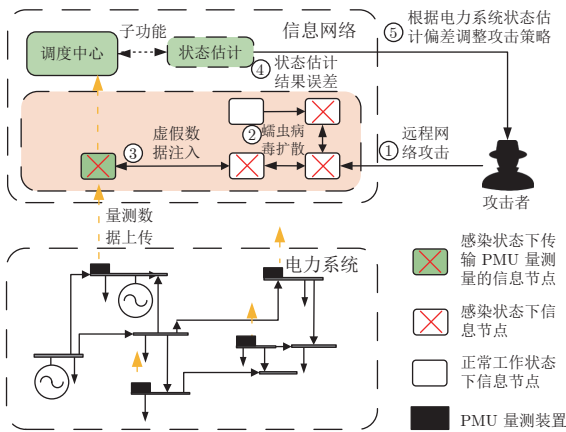 信息网络
调度中心
子功能
状态估计
④ 状态估计
结果误差
⑤ 根据电力系统状态估
计偏差调整攻击策略
② 蠕虫病
毒扩散
③ 虚假数
据注入
① 远程网
络攻击
攻击者
量测数
据上传
电力系统
感染状态下传
输 PMU 量测
量的信息节点
感染状态下信
息节点
正常工作状态
下信息节点
PMU 量测装置